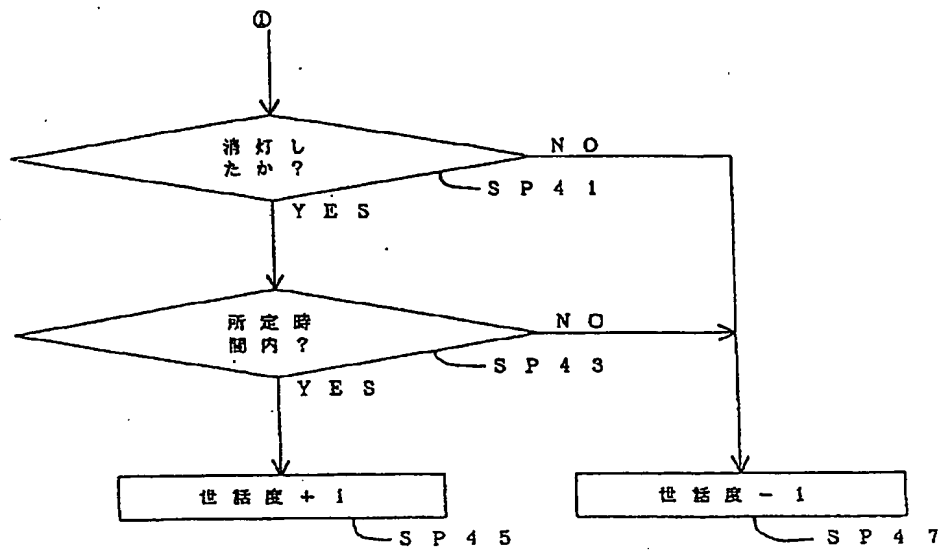 ①
消灯し
たか?
NO
SP41
YES
所定時
間内?
NO
SP43
YES
世話度+1
世話度-1
SP45
SP47